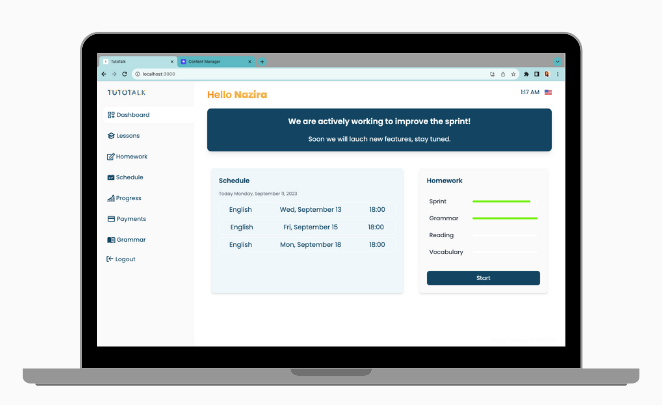 TutoTalk
Content Manager
localhost:3000
TUTOTALK
Hello Nazira
1:17 AM
We are actively working to improve the sprint!
Soon we will lauch new features, stay tuned.
Dashboard
Lessons
Homework
Schedule
Progress
Payments
Grammar
Logout
Schedule
Today Monday, September 11, 2023
English Wed, September 13 18:00
English Fri, September 15 18:00
English Mon, September 18 18:00
Homework
Sprint
Grammar
Reading
Vocabulary
Start